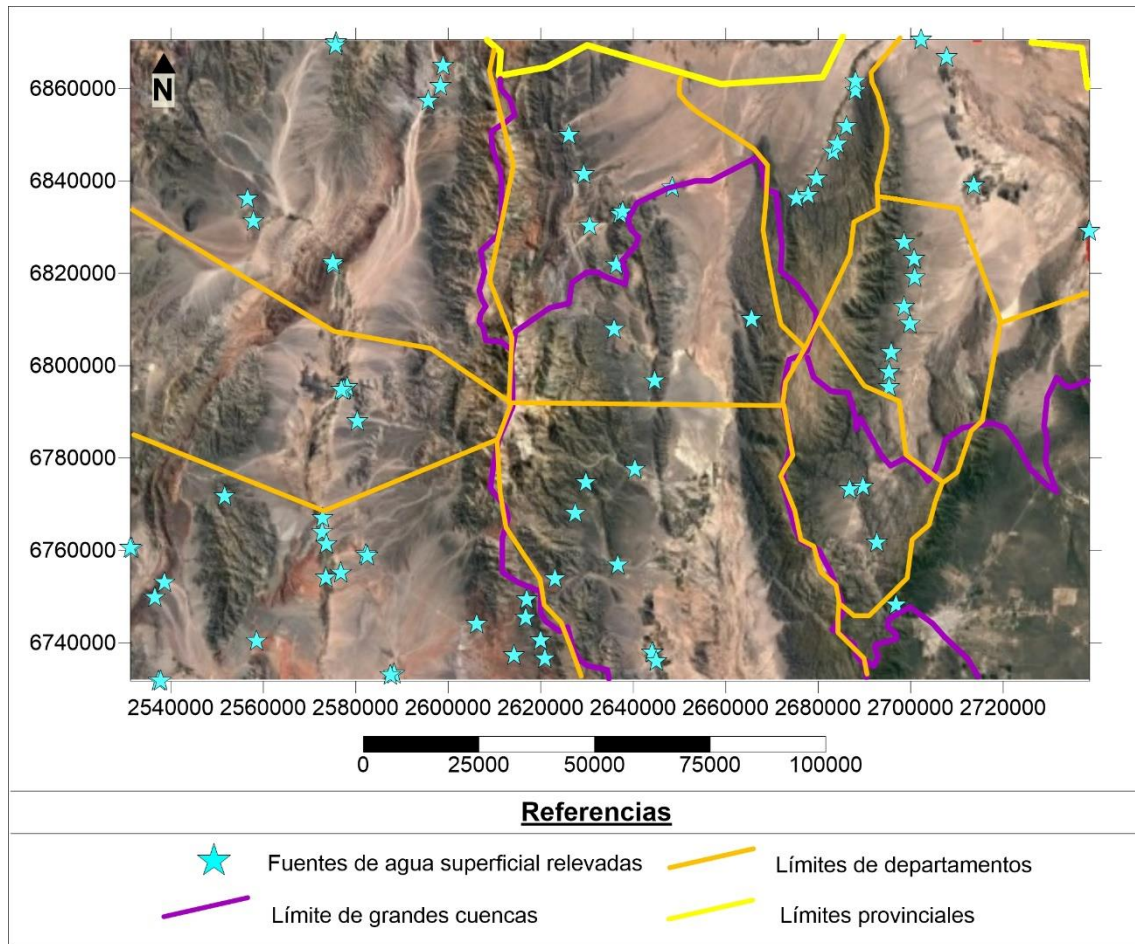 N
6860000
6840000
6820000
6800000
6780000
6760000
6740000
2540000 2560000 2580000 2600000 2620000 2640000 2660000 2680000 2700000 2720000
0 25000 50000 75000 100000
Referencias
Fuentes de agua superficial relevadas Límites de departamentos
Límite de grandes cuencas Límites provinciales